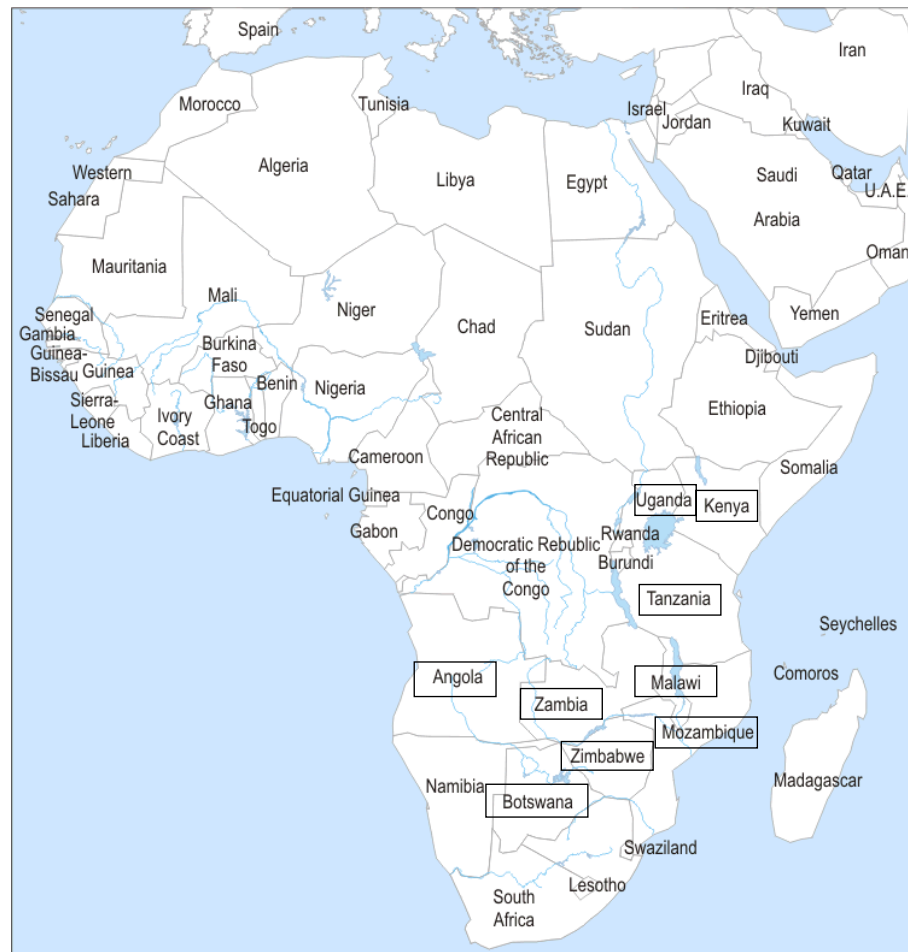 Spain
Iran
Morocco
Tunisia
Iraq
Israel
Jordan
Kuwait
Algeria
Libya
Egypt
Western
Sahara
Saudi
Arabia
Qatar
U.A.E.
Oman
Mauritania
Mali
Niger
Chad
Sudan
Eritrea
Yemen
Senegal
Gambia
Guinea-
Bissau
Guinea
Burkina
Faso
Djibouti
Benin
Nigeria
Sierra-
Leone
Liberia
Ivory
Coast
Ghana
Togo
Central
African
Republic
Ethiopia
Cameroon
Somalia
Equatorial Guinea
Gabon
Congo
Uganda
Kenya
Rwanda
Burundi
Democratic Republic
of the
Congo
Tanzania
Seychelles
Angola
Zambia
Malawi
Comoros
Mozambique
Zimbabwe
Namibia
Botswana
Madagascar
Swaziland
Lesotho
South
Africa